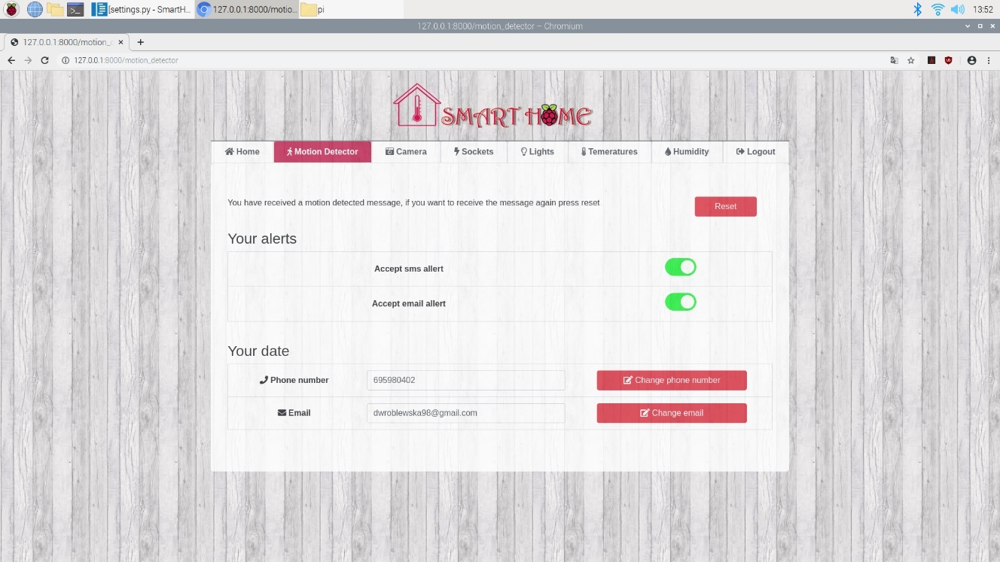 [settings.py - SmartH... 127.0.0.1:8000/motio... pi 13:52
127.0.0.1:8000/motion_detector – Chromium
127.0.0.1:8000/motion_
127.0.0.1:8000/motion_detector
SMART HOME
Home Motion Detector Camera Sockets Lights Temeratures Humidity Logout
You have received a motion detected message, if you want to receive the message again press reset Reset
Your alerts
Accept sms allert
Accept email allert
Your date
Phone number 695980402 Change phone number
Email dwroblewska98@gmail.com Change email